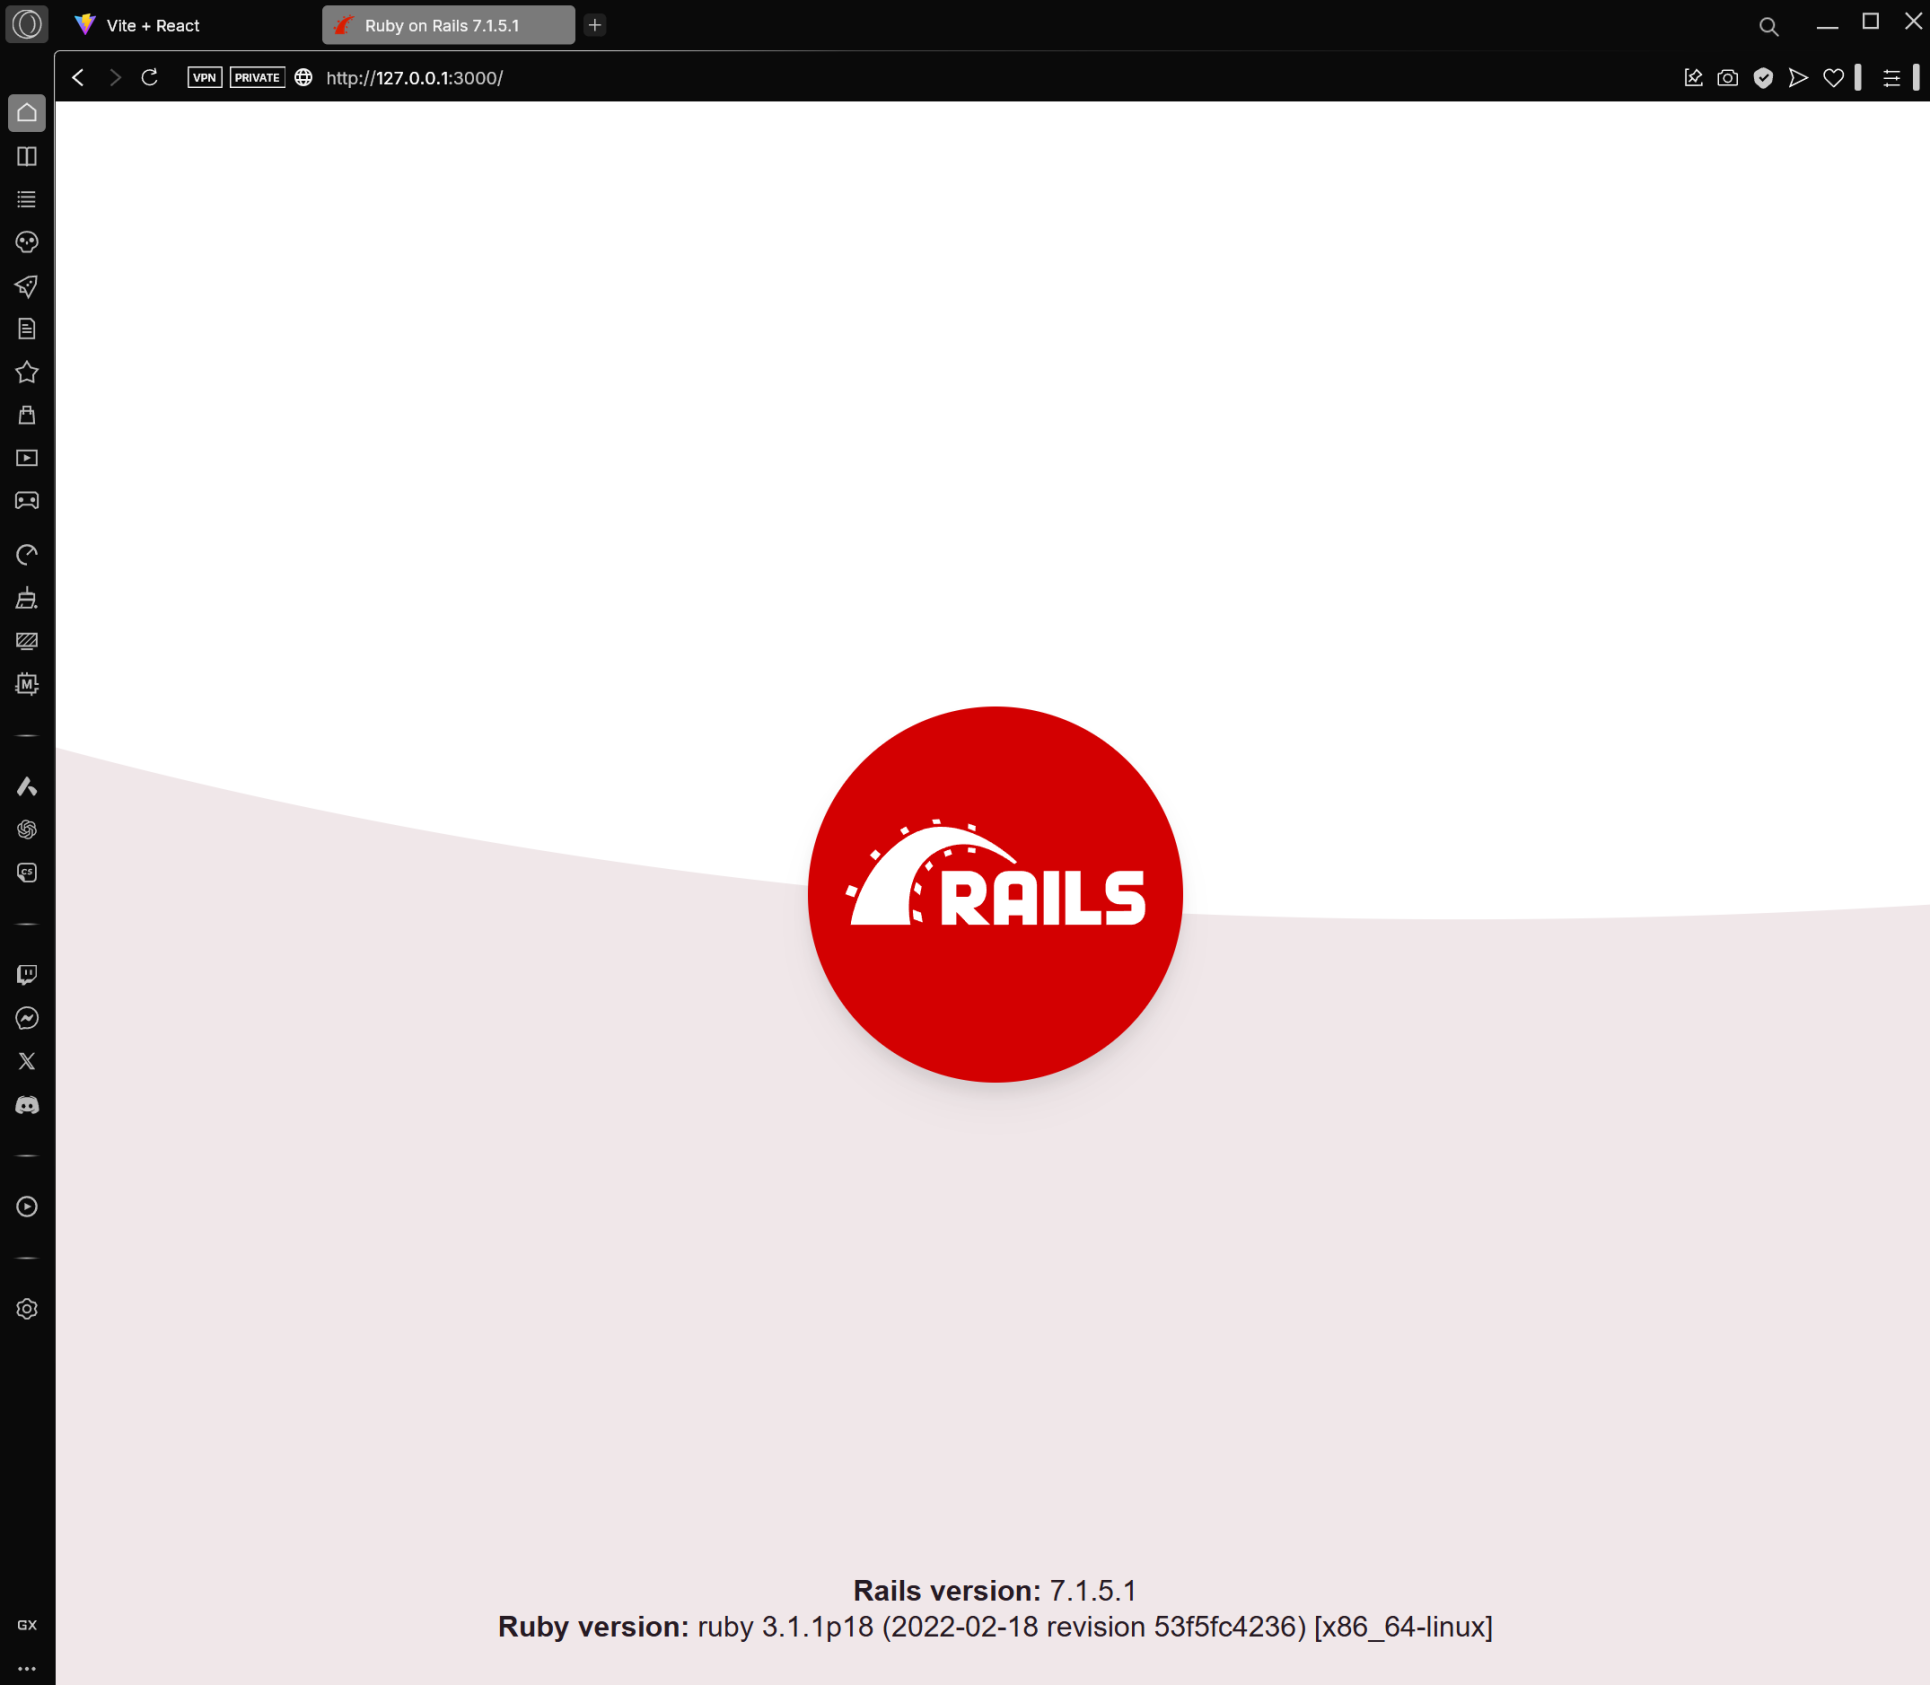 Vite + React
Ruby on Rails 7.1.5.1
VPN PRIVATE http://127.0.0.1:3000/
M
CS
RAILS
Rails version: 7.1.5.1
Ruby version: ruby 3.1.1p18 (2022-02-18 revision 53f5fc4236) [x86_64-linux]
GX